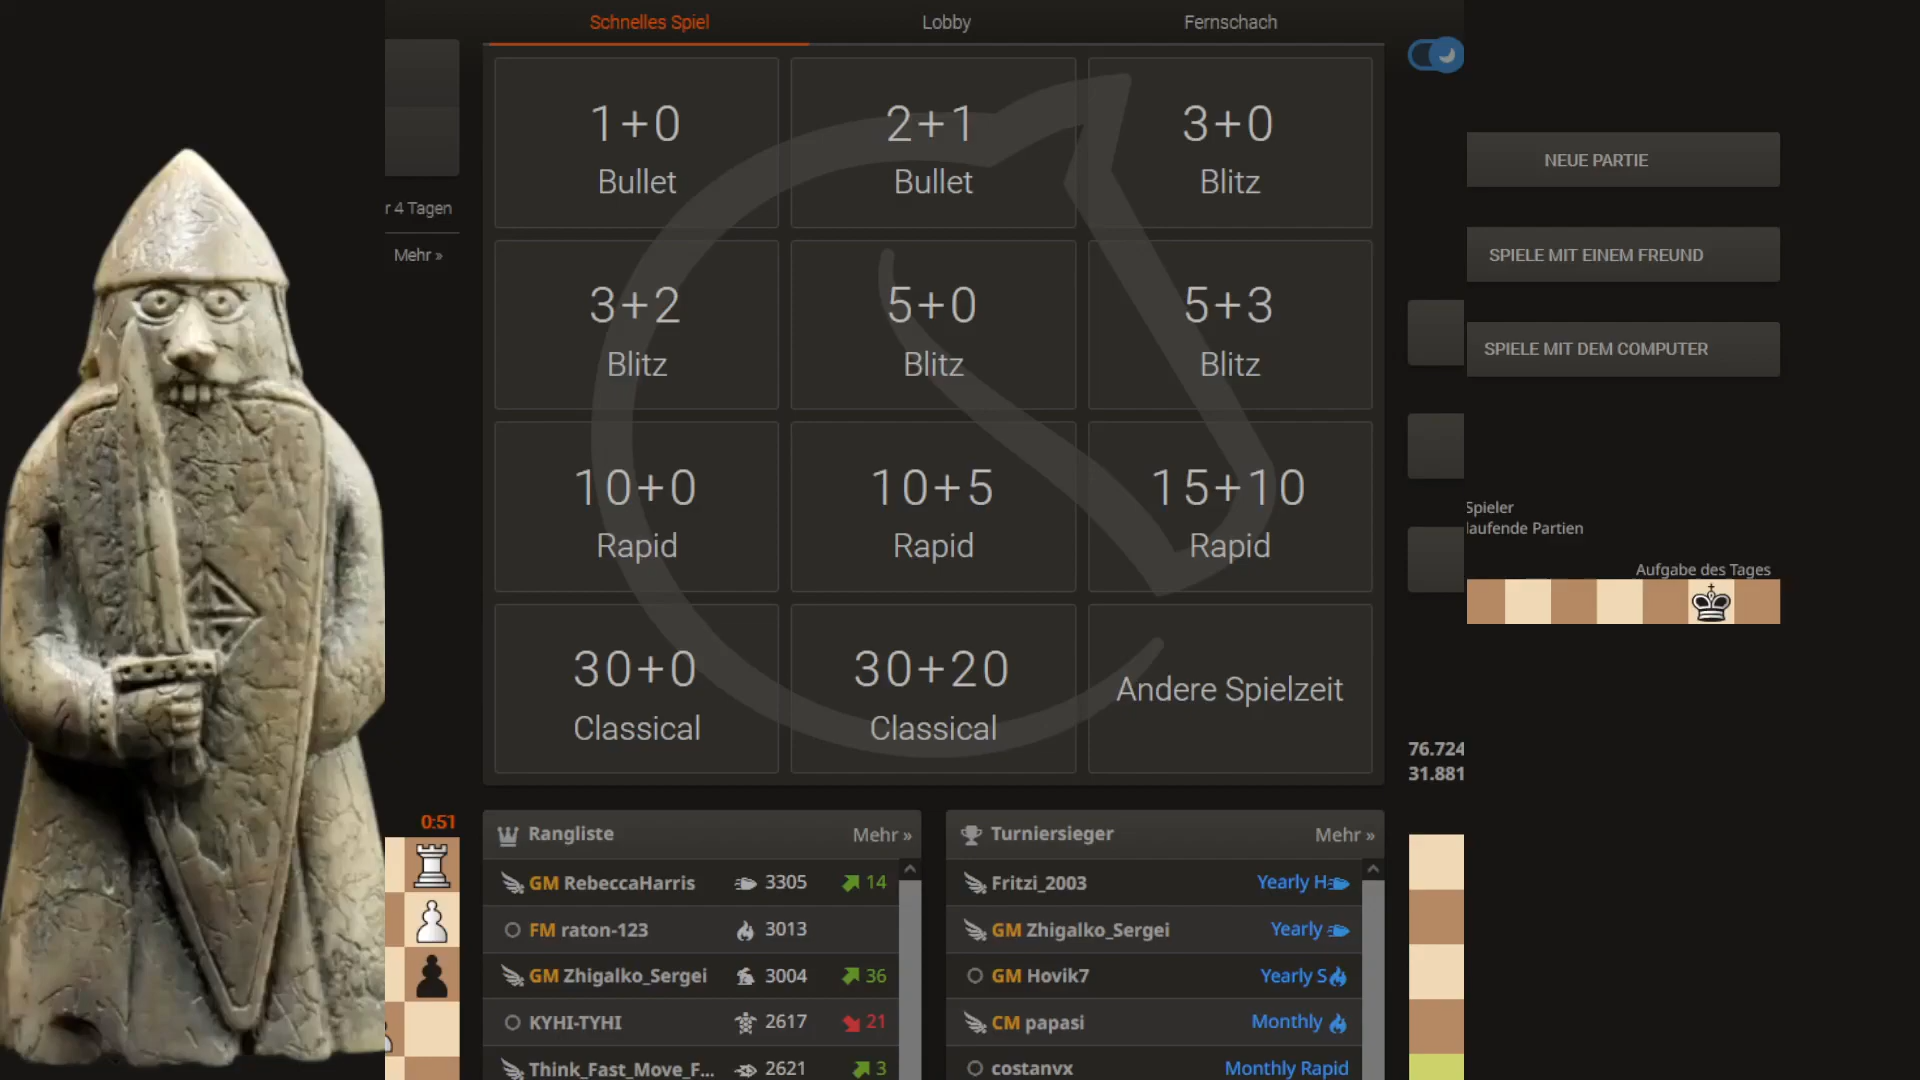 Schnelles Spiel
Lobby
Fernschach
1+0
Bullet
2+1
Bullet
3+0
Blitz
3+2
Blitz
5+0
Blitz
5+3
Blitz
10+0
Rapid
10+5
Rapid
15+10
Rapid
30+0
Classical
30+20
Classical
Andere Spielzeit
r 4 Tagen
Mehr »
NEUE PARTIE
SPIELE MIT EINEM FREUND
SPIELE MIT DEM COMPUTER
Spieler
laufende Partien
Aufgabe des Tages
76.724
31.881
0:51
Rangliste Mehr »
GM RebeccaHarris 3305 14
FM raton-123 3013
GM Zhigalko_Sergei 3004 36
KYHI-TYHI 2617 21
Think_Fast_Move_F... 2621 3
Turniersieger Mehr »
Fritzi_2003 Yearly H
GM Zhigalko_Sergei Yearly
GM Hovik7 Yearly S
CM papasi Monthly
costanvx Monthly Rapid